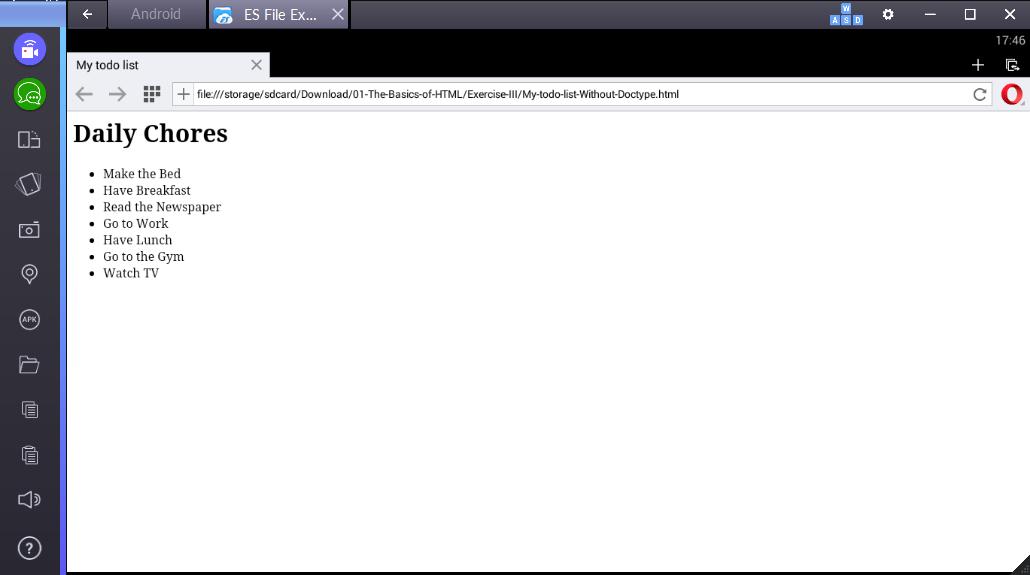 Android
ES File Ex...
W
A S D
17:46
My todo list
file:///storage/sdcard/Download/01-The-Basics-of-HTML/Exercise-III/My-todo-list-Without-Doctype.html
Daily Chores
Make the Bed
Have Breakfast
Read the Newspaper
Go to Work
Have Lunch
Go to the Gym
Watch TV
APK
?